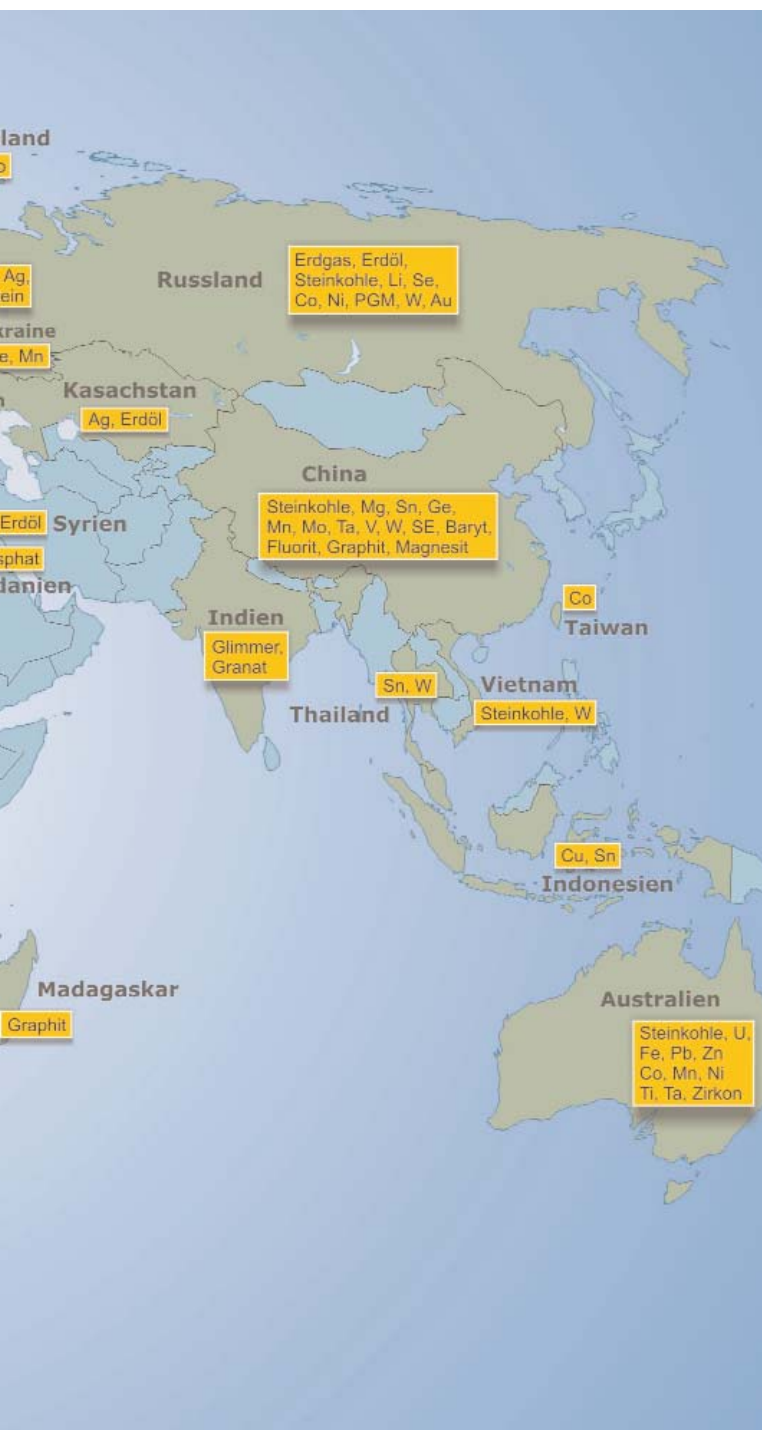 land
Ag,
ein
Russland
Erdgas, Erdöl,
Steinkohle, Li, Se,
Co, Ni, PGM, W, Au
kraine
e, Mn
Kasachstan
Ag, Erdöl
China
Steinkohle, Mg, Sn, Ge,
Mn, Mo, Ta, V, W, SE, Baryt,
Fluorit, Graphit, Magnesit
Erdöl
Syrien
sphat
danien
Indien
Glimmer,
Granat
Co
Taiwan
Sn, W
Thailand
Vietnam
Steinkohle, W
Cu, Sn
Indonesien
Madagaskar
Graphit
Australien
Steinkohle, U,
Fe, Pb, Zn
Co, Mn, Ni
Ti, Ta, Zirkon